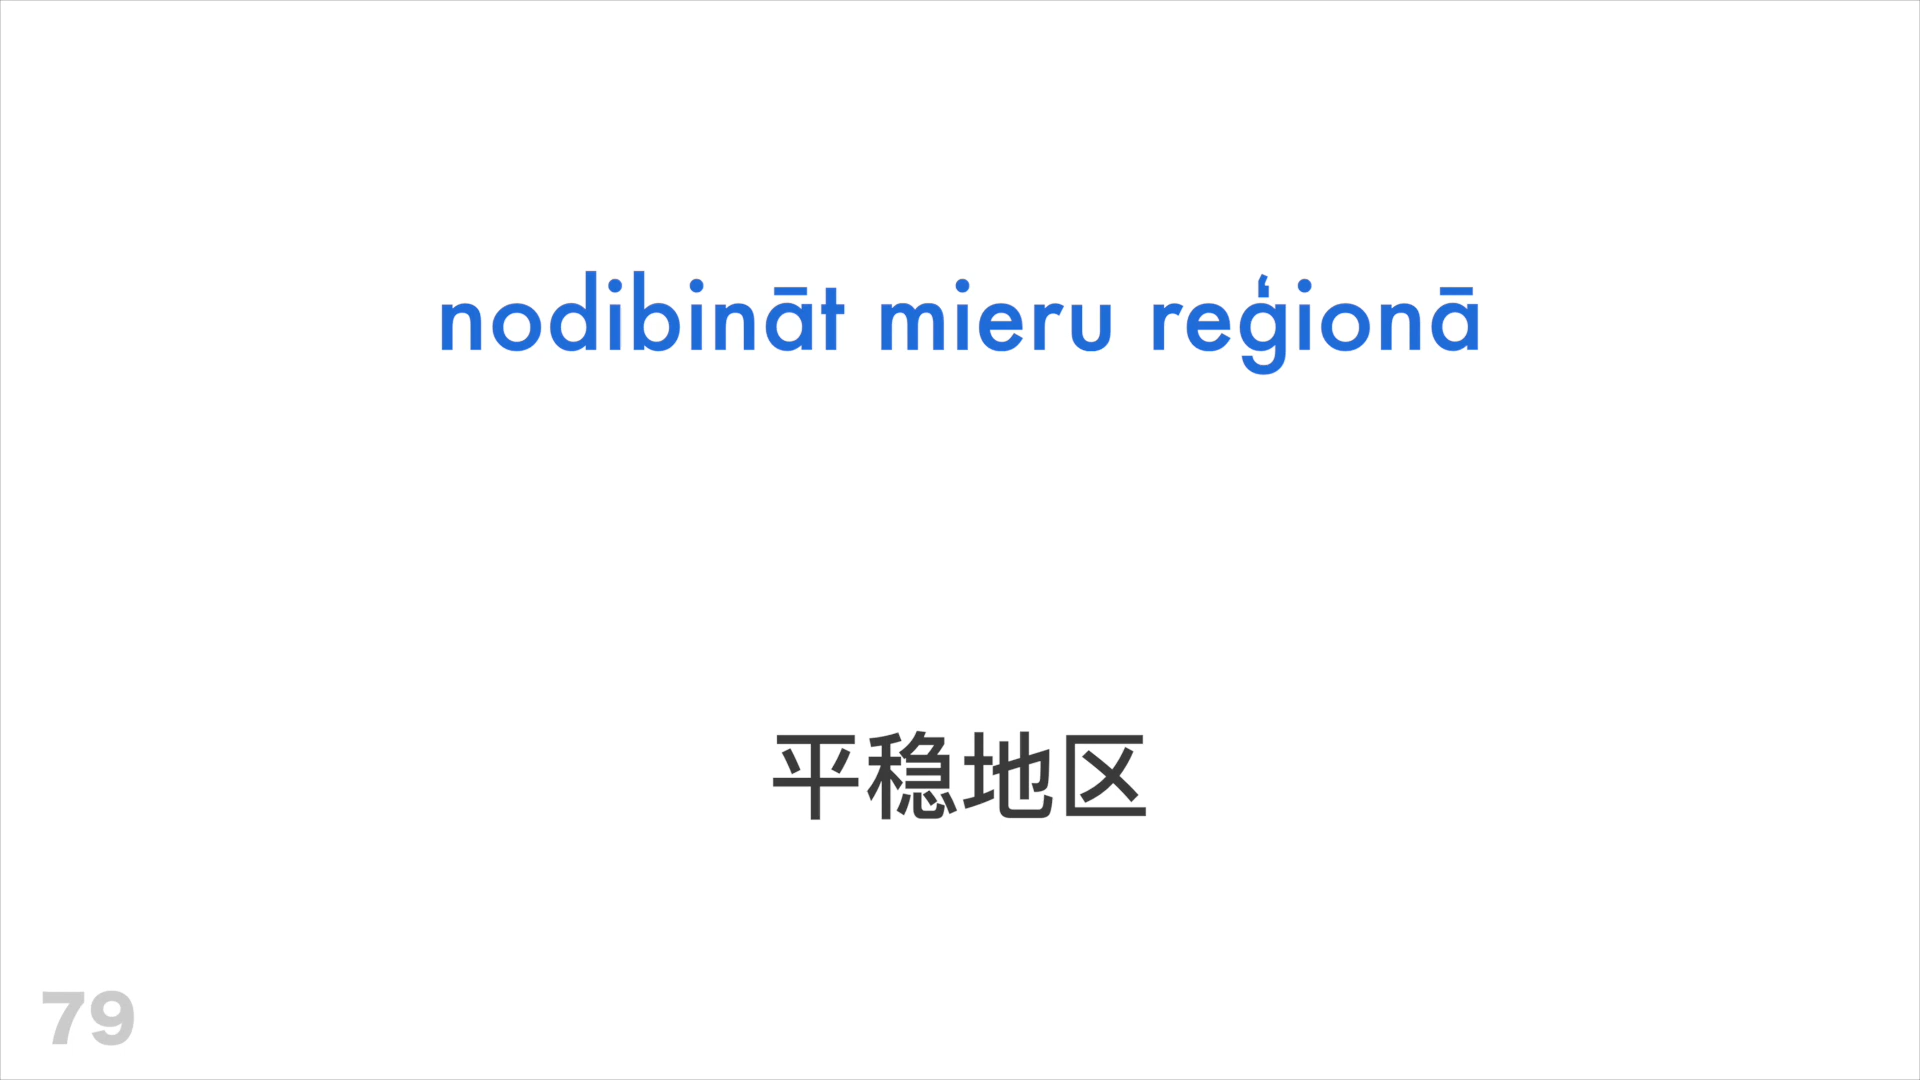 nodibināt mieru reģionā
平稳地区
79